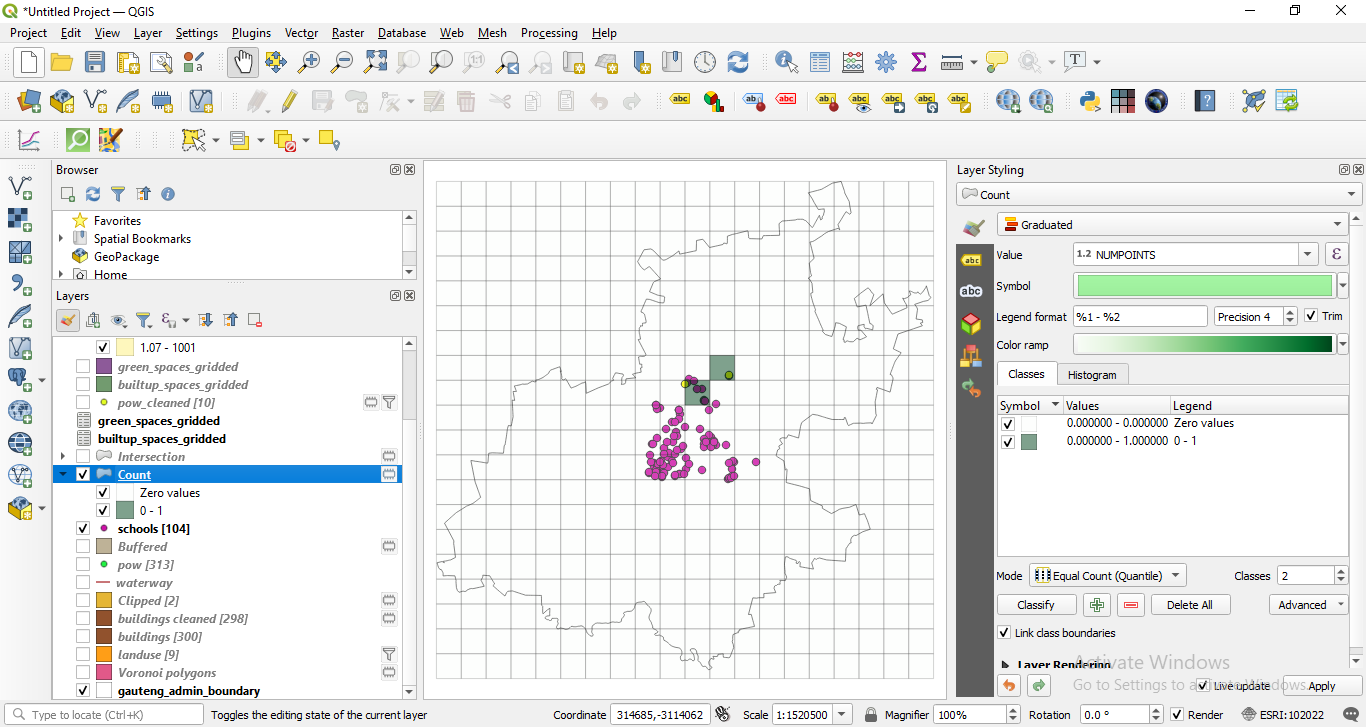 *Untitled Project — QGIS
Project Edit View Layer Settings Plugins Vector Raster Database Web Mesh Processing Help
Browser
Favorites
Spatial Bookmarks
GeoPackage
Home
Layers
1.07 - 1001
green_spaces_gridded
builtup_spaces_gridded
pow_cleaned [10]
green_spaces_gridded
builtup_spaces_gridded
Intersection
Count
Zero values
0 - 1
schools [104]
Buffered
pow [313]
waterway
Clipped [2]
buildings cleaned [298]
buildings [300]
landuse [9]
Voronoi polygons
gauteng_admin_boundary
Layer Styling
Count
Graduated
Value 1.2 NUMPOINTS
Symbol
Legend format %1 - %2 Precision 4 Trim
Color ramp
Classes Histogram
Symbol Values Legend
0.000000 - 0.000000 Zero values
0.000000 - 1.000000 0 - 1
Mode Equal Count (Quantile) Classes 2
Classify Delete All Advanced
Link class boundaries
Layer Rendering
Activate Windows
Go to Settings to activate Windows.
Live update Apply
Type to locate (Ctrl+K) Toggles the editing state of the current layer Coordinate 314685,-3114062 Scale 1:1520500 Magnifier 100% Rotation 0.0 ° Render ESRI:102022